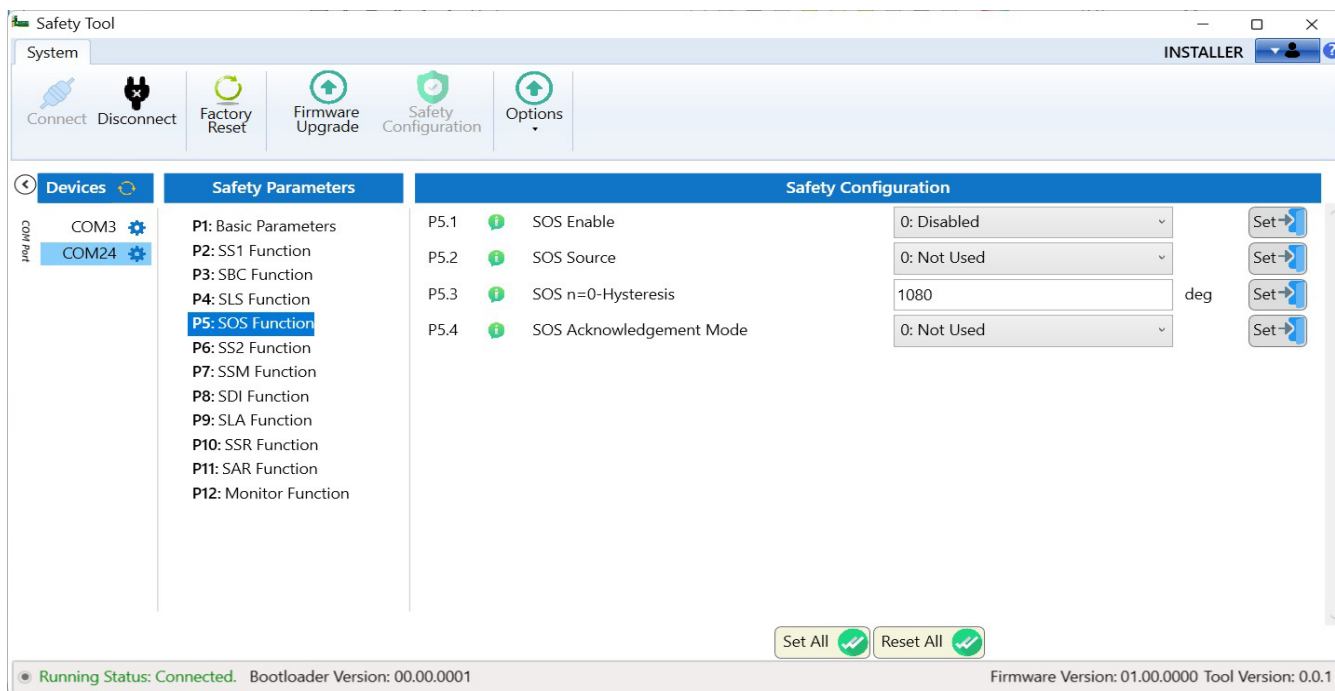 Safety Tool
System
INSTALLER
?
Connect
Disconnect
Factory
Reset
Firmware
Upgrade
Safety
Configuration
Options
Devices
COM Port
COM3
COM24
Safety Parameters
P1: Basic Parameters
P2: SS1 Function
P3: SBC Function
P4: SLS Function
P5: SOS Function
P6: SS2 Function
P7: SSM Function
P8: SDI Function
P9: SLA Function
P10: SSR Function
P11: SAR Function
P12: Monitor Function
Safety Configuration
P5.1 SOS Enable 0: Disabled Set
P5.2 SOS Source 0: Not Used Set
P5.3 SOS n=0-Hysteresis 1080 deg Set
P5.4 SOS Acknowledgement Mode 0: Not Used Set
Set All Reset All
Running Status: Connected. Bootloader Version: 00.00.0001 Firmware Version: 01.00.0000 Tool Version: 0.0.1